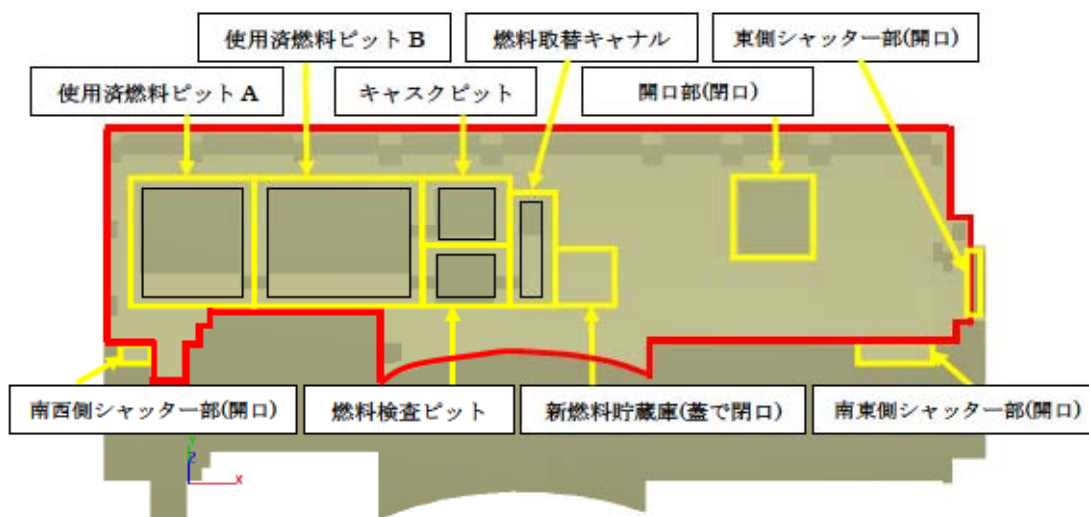 使用済燃料ピット B
燃料取替キャナル
東側シャッター部(開口)
使用済燃料ピット A
キャスクピット
開口部(閉口)
南西側シャッター部(開口)
燃料検査ピット
新燃料貯蔵庫(蓋で閉口)
南東側シャッター部(開口)
Y
Z
X